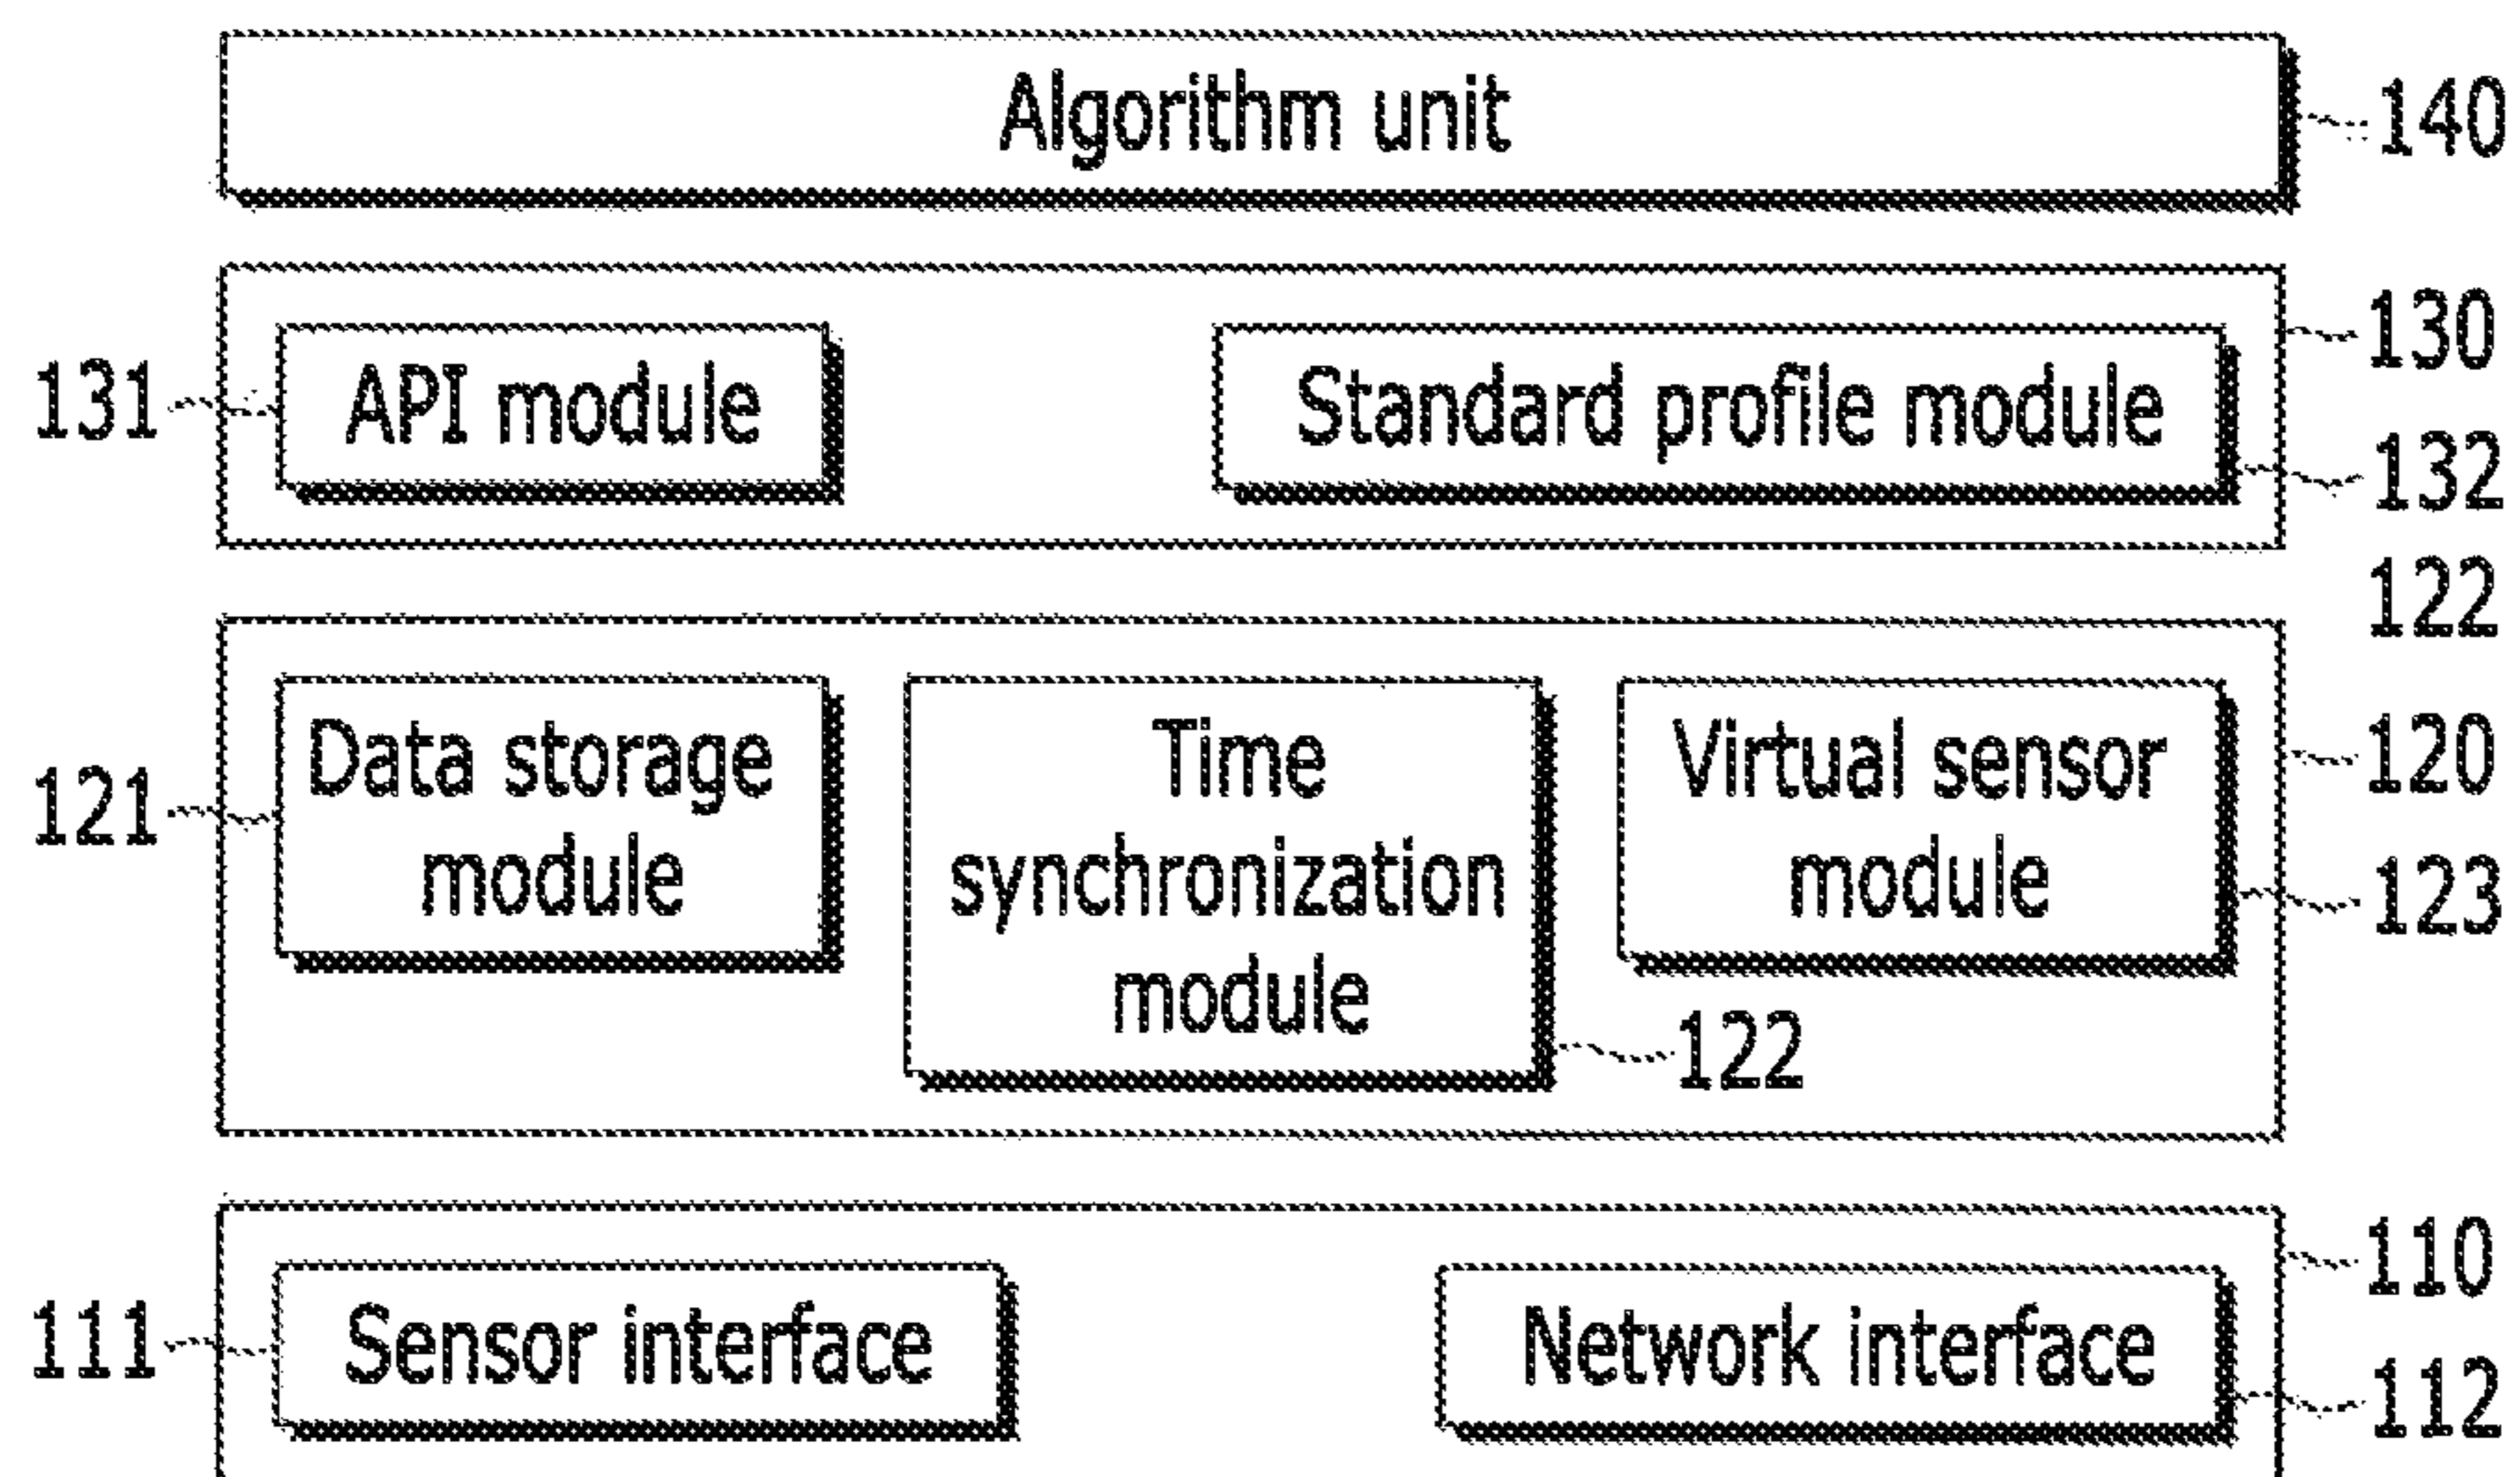 Algorithm unit
140
130
131
API module
Standard profile module
132
122
120
121
Data storage
module
Time
synchronization
module
Virtual sensor
module
123
122
110
111
Sensor interface
Network interface
112